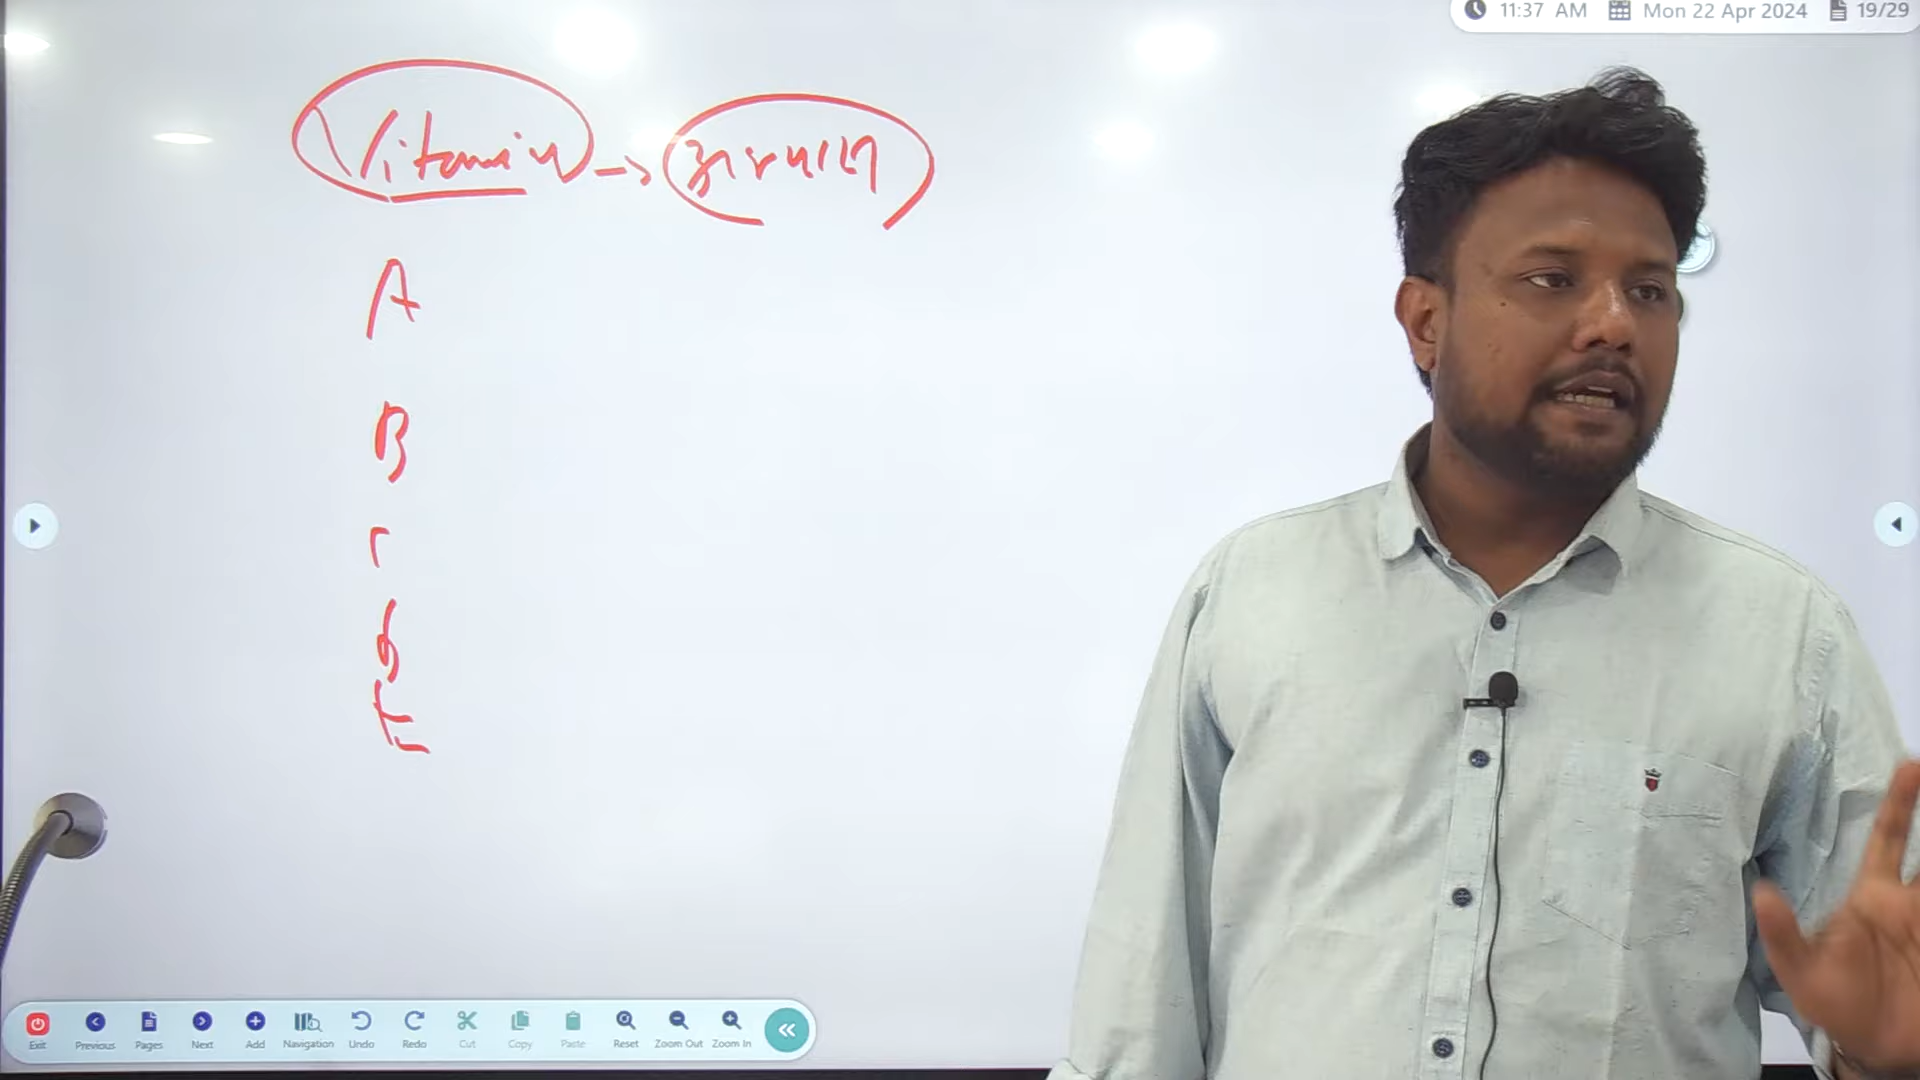 11:37 AM Mon 22 Apr 2024 19/29
Vitamin →
A
B
C
D
E
Exit Previous Pages Next Add Navigation Undo Redo Cut Copy Paste Reset Zoom Out Zoom In